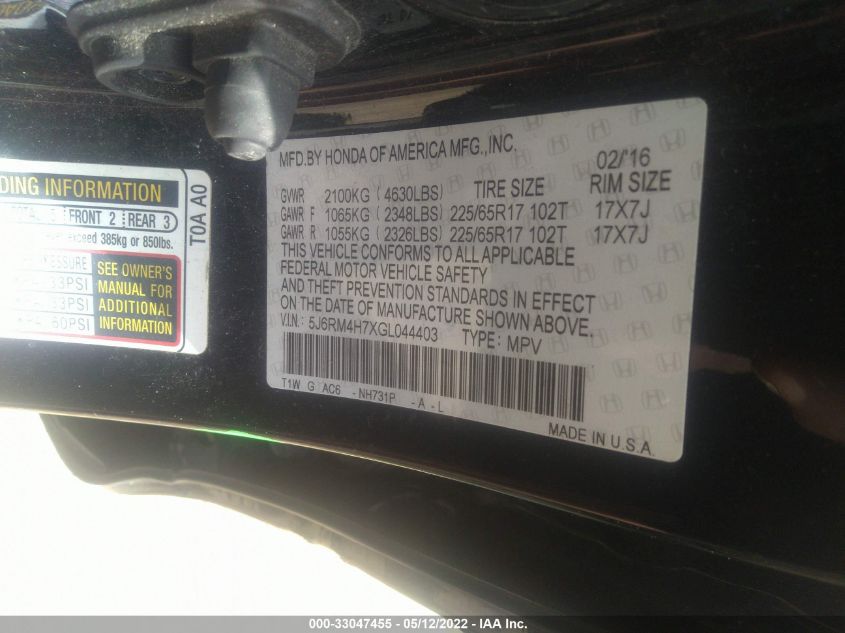 DING INFORMATION
FRONT 2 REAR 3
exceed 385kg or 850lbs.
SEE OWNER'S
MANUAL FOR
ADDITIONAL
INFORMATION
33PSI
33PSI
60PSI
T0A A0
MFD.BY HONDA OF AMERICA MFG.,INC. 02/'16
GVWR 2100KG (4630LBS) TIRE SIZE RIM SIZE
GAWR F 1065KG (2348LBS) 225/65R17 102T 17X7J
GAWR R 1055KG (2326LBS) 225/65R17 102T 17X7J
THIS VEHICLE CONFORMS TO ALL APPLICABLE
FEDERAL MOTOR VEHICLE SAFETY
AND THEFT PREVENTION STANDARDS IN EFFECT
ON THE DATE OF MANUFACTURE SHOWN ABOVE.
V.I.N: 5J6RM4H7XGL044403 TYPE: MPV
T1W G AC6 -NH731P -A-L
MADE IN U.S.A
000-33047455 - 05/12/2022 - IAA Inc.